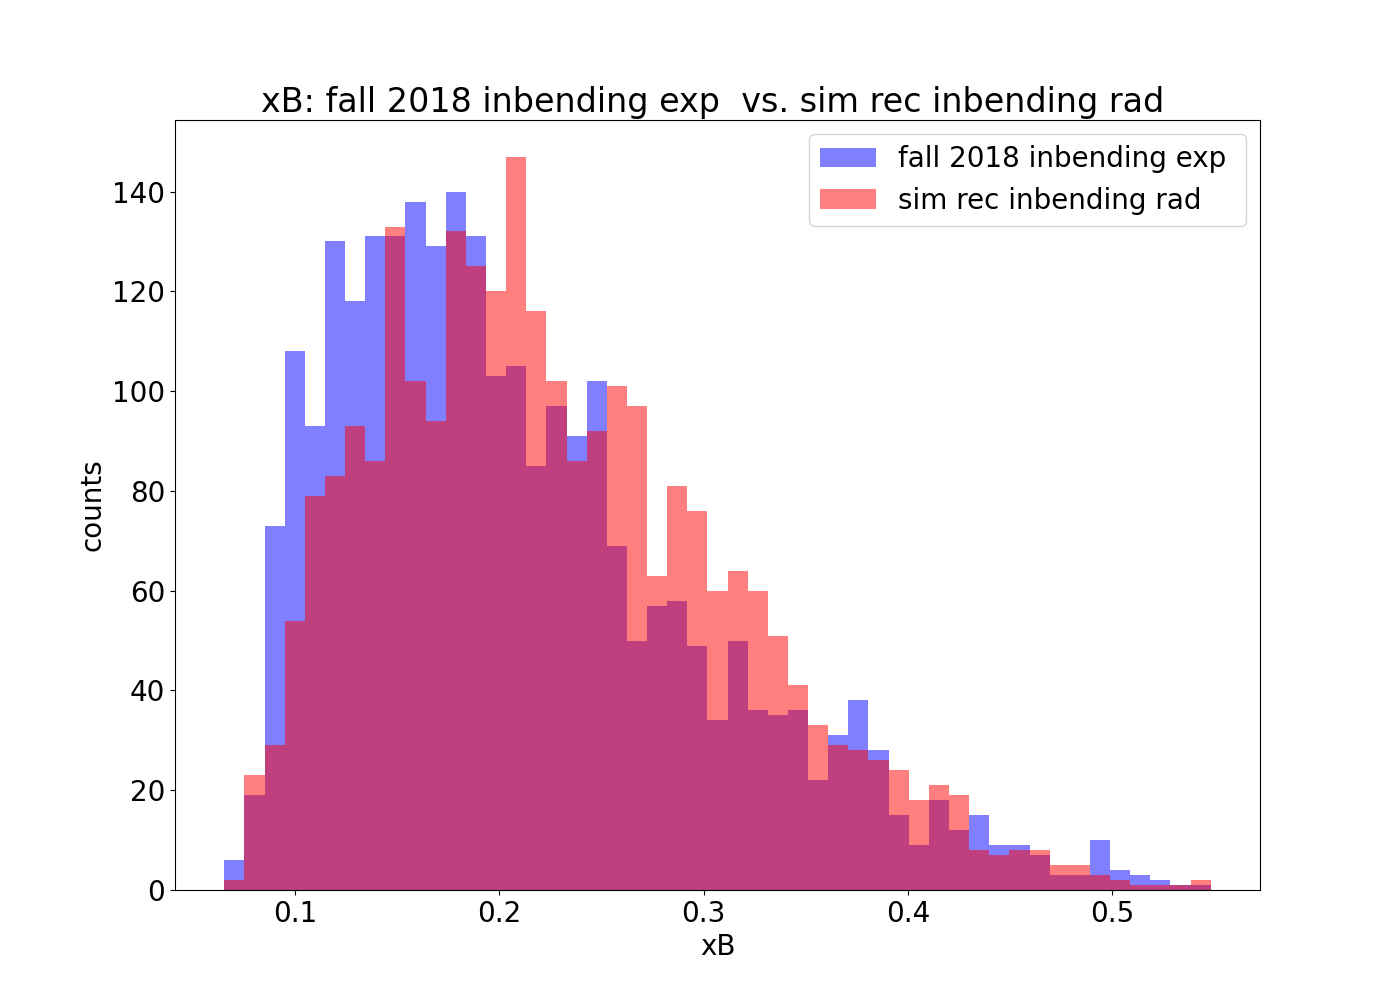 xB: fall 2018 inbending exp  vs. sim rec inbending rad
fall 2018 inbending exp
sim rec inbending rad
140
120
100
80
60
40
20
0
counts
0.1 0.2 0.3 0.4 0.5
xB